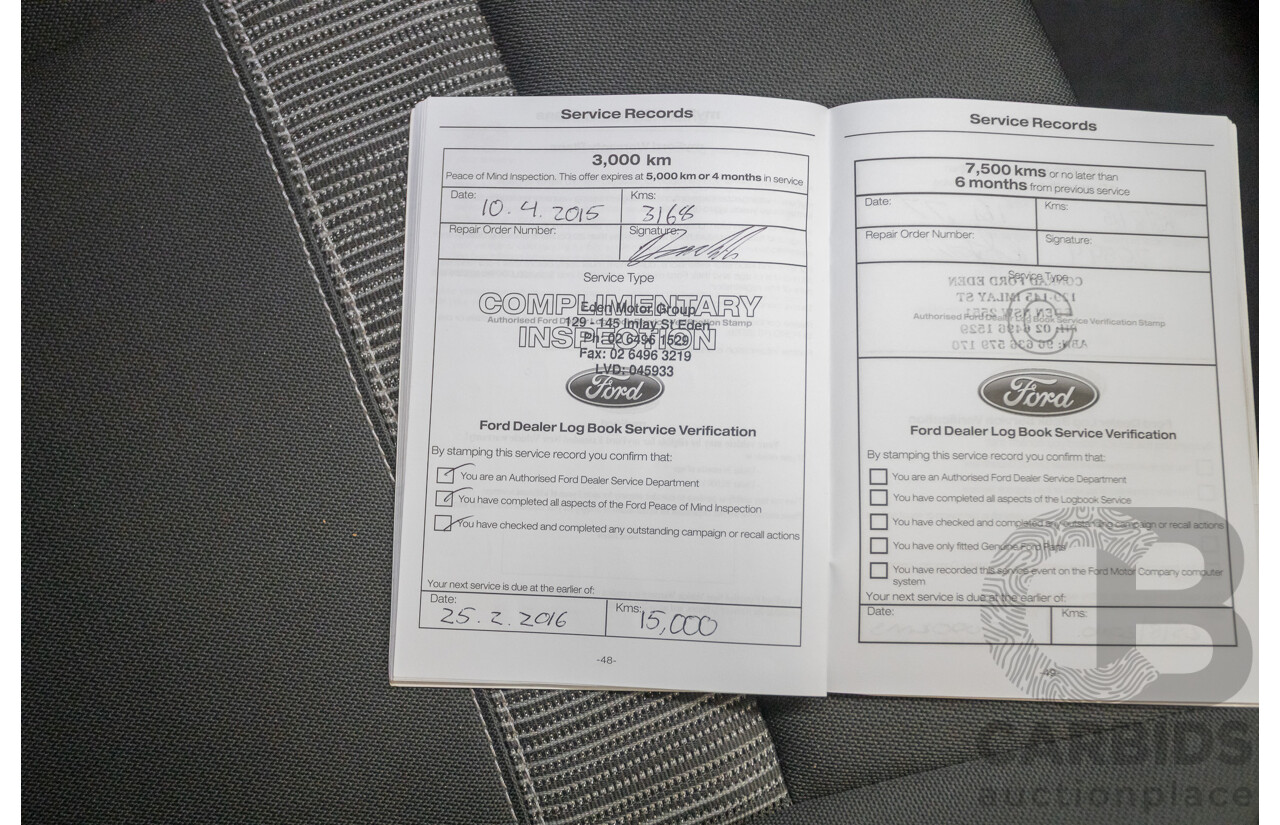 Service Records
3,000 km
Peace of Mind Inspection. This offer expires at 5,000 km or 4 months in service
Date: 10.4.2015 Kms: 3168
Repair Order Number: Signature:
Service Type
COMPLIMENTARY
INSPECTION
Eden Motor Group
129 - 145 Imlay St Eden
Ph: 02 6496 1529
Fax: 02 6496 3219
LVD: 045933
Ford
Ford Dealer Log Book Service Verification
By stamping this service record you confirm that:
You are an Authorised Ford Dealer Service Department
You have completed all aspects of the Ford Peace of Mind Inspection
You have checked and completed any outstanding campaign or recall actions
Your next service is due at the earlier of:
Date: 25.2.2016 Kms: 15,000
-48-
Service Records
7,500 kms or no later than
6 months from previous service
Date: Kms:
Repair Order Number: Signature:
Service Type
Authorised Ford Dealer Log Book Service Verification Stamp
Ford
Ford Dealer Log Book Service Verification
By stamping this service record you confirm that:
You are an Authorised Ford Dealer Service Department
You have completed all aspects of the Logbook Service
You have checked and completed any outstanding campaign or recall actions
You have only fitted Genuine Ford Parts
You have recorded this service event on the Ford Motor Company computer
system
Your next service is due at the earlier of:
Date: Kms:
-49-
CB
CARBIDS
auctionplace